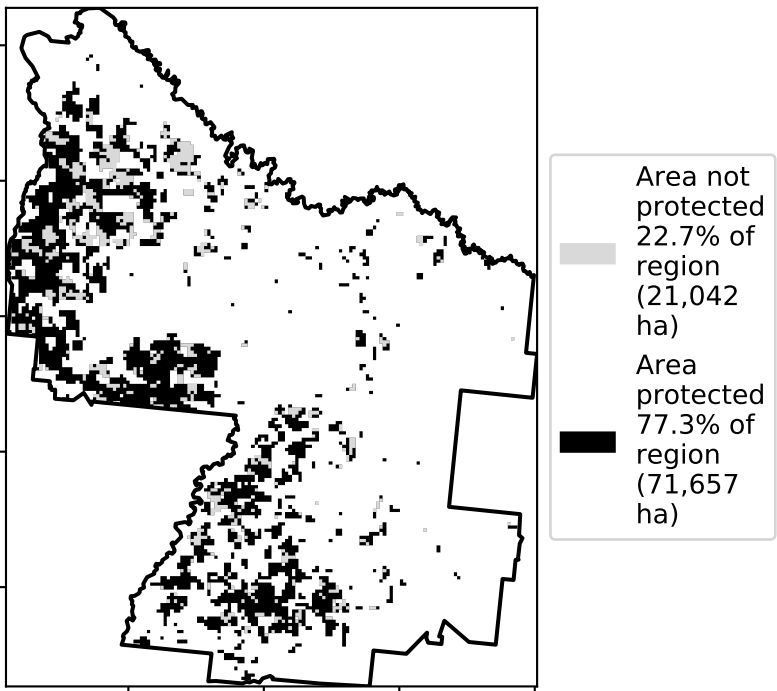 Area not
protected
22.7% of
region
(21,042
ha)
Area
protected
77.3% of
region
(71,657
ha)